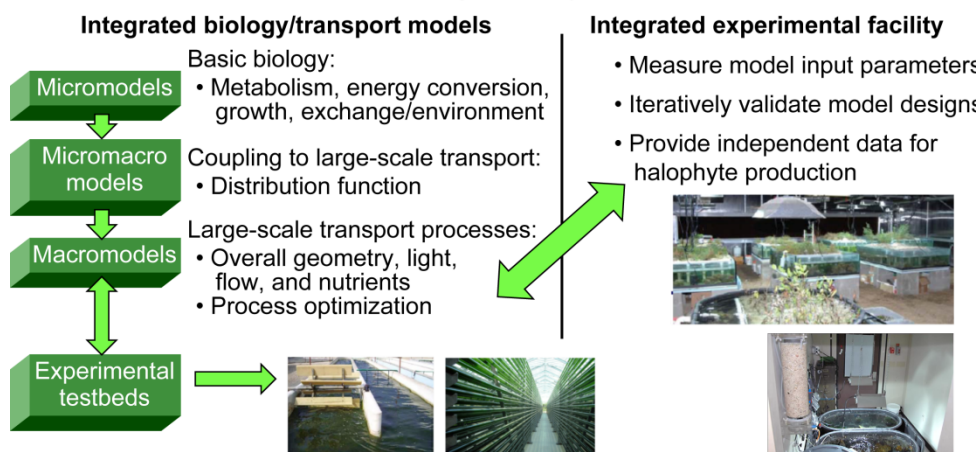 Integrated biology/transport models
Micromodels
Basic biology:
• Metabolism, energy conversion,
growth, exchange/environment
Micromacro
models
Coupling to large-scale transport:
• Distribution function
Macromodels
Large-scale transport processes:
• Overall geometry, light,
flow, and nutrients
• Process optimization
Experimental
testbeds
Integrated experimental facility
• Measure model input parameters
• Iteratively validate model designs
• Provide independent data for
halophyte production